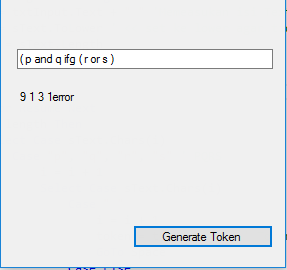 ( p and q ifg ( r or s )
9 1 3 1error
Generate Token